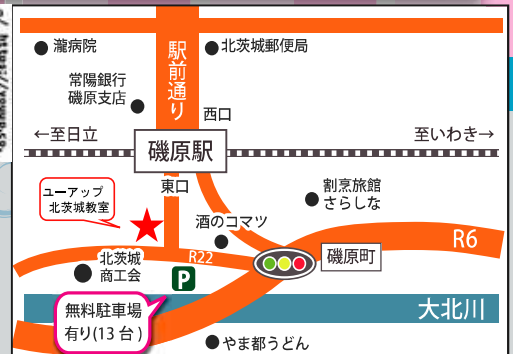 瀧病院
北茨城郵便局
駅前通り
常陽銀行
磯原支店
西口
←至日立
至いわき→
磯原駅
東口
割烹旅館
さらしな
ユーアップ
北茨城教室
酒のコマツ
R6
磯原町
R22
北茨城
商工会
P
無料駐車場
有り(13台)
大北川
やま都うどん